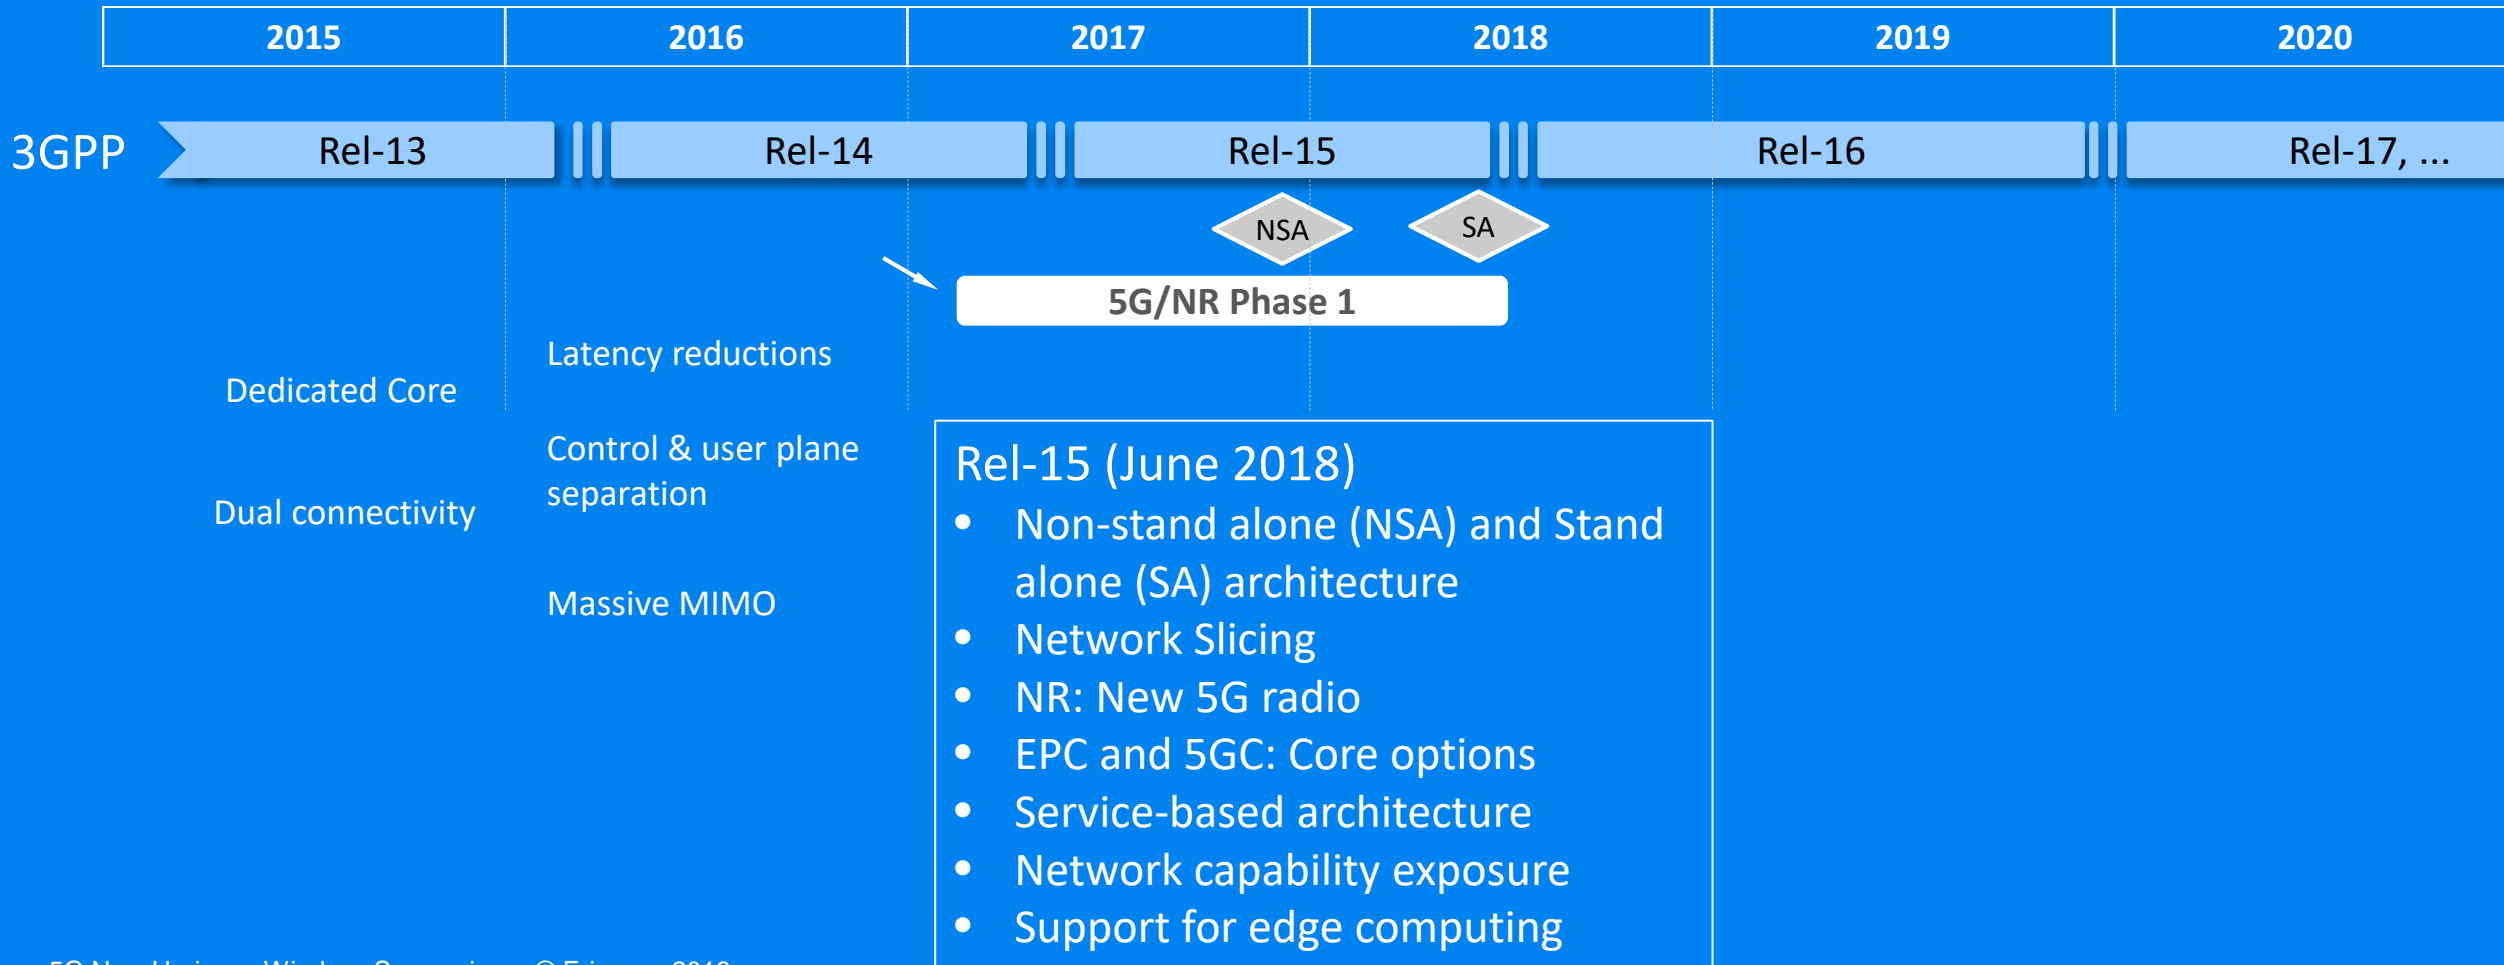 2015 2016 2017 2018 2019 2020
3GPP Rel-13 Rel-14 Rel-15 Rel-16 Rel-17, ...
NSA SA
5G/NR Phase 1
Latency reductions
Dedicated Core
Control & user plane
separation
Dual connectivity
Massive MIMO
Rel-15 (June 2018)
• Non-stand alone (NSA) and Stand
alone (SA) architecture
• Network Slicing
• NR: New 5G radio
• EPC and 5GC: Core options
• Service-based architecture
• Network capability exposure
• Support for edge computing